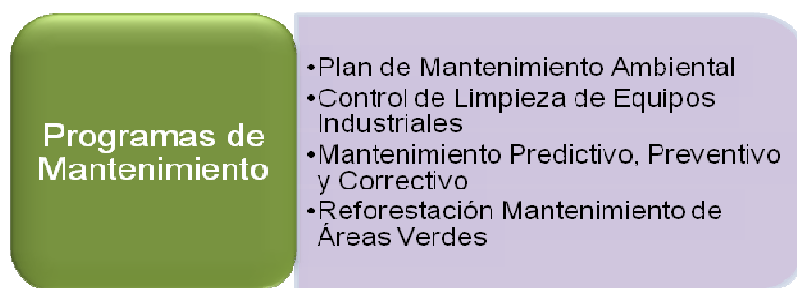 Programas de
Mantenimiento
•Plan de Mantenimiento Ambiental
•Control de Limpieza de Equipos
Industriales
•Mantenimiento Predictivo, Preventivo
y Correctivo
•Reforestación Mantenimiento de
Áreas Verdes